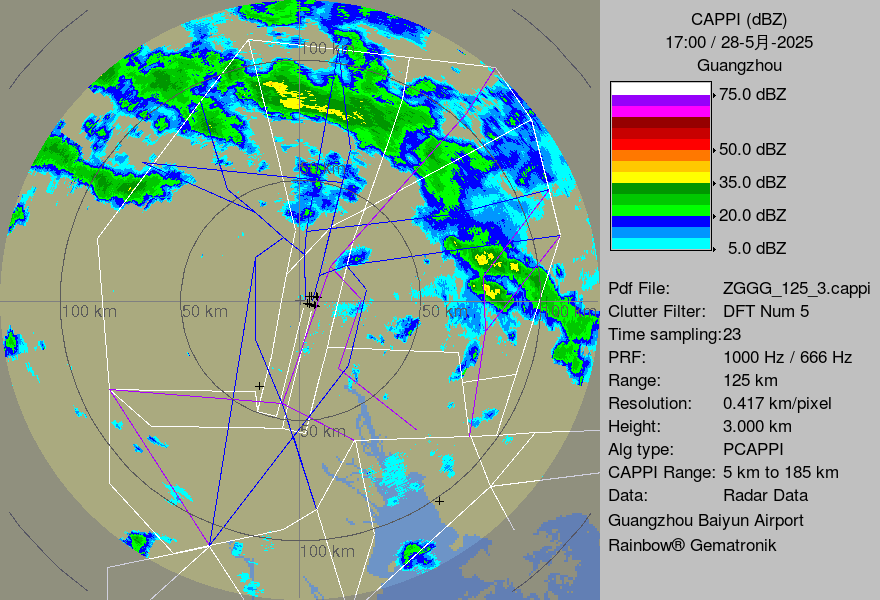 CAPPI (dBZ)
17:00 / 28-5月-2025
Guangzhou
75.0 dBZ
50.0 dBZ
35.0 dBZ
20.0 dBZ
5.0 dBZ
Pdf File: ZGGG_125_3.cappi
Clutter Filter: DFT Num 5
Time sampling:23
PRF: 1000 Hz / 666 Hz
Range: 125 km
Resolution: 0.417 km/pixel
Height: 3.000 km
Alg type: PCAPPI
CAPPI Range: 5 km to 185 km
Data: Radar Data
Guangzhou Baiyun Airport
Rainbow® Gematronik
100 km
100 km
50 km
50 km
100 km
50 km
100 km